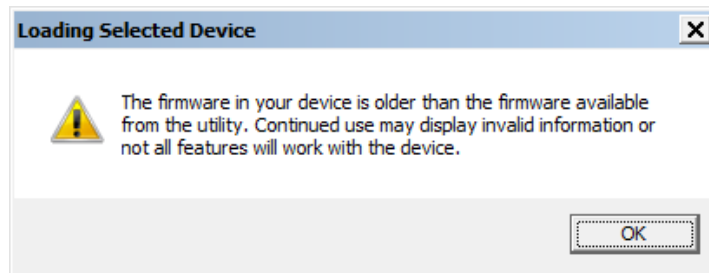 Loading Selected Device
The firmware in your device is older than the firmware available
from the utility. Continued use may display invalid information or
not all features will work with the device.
OK